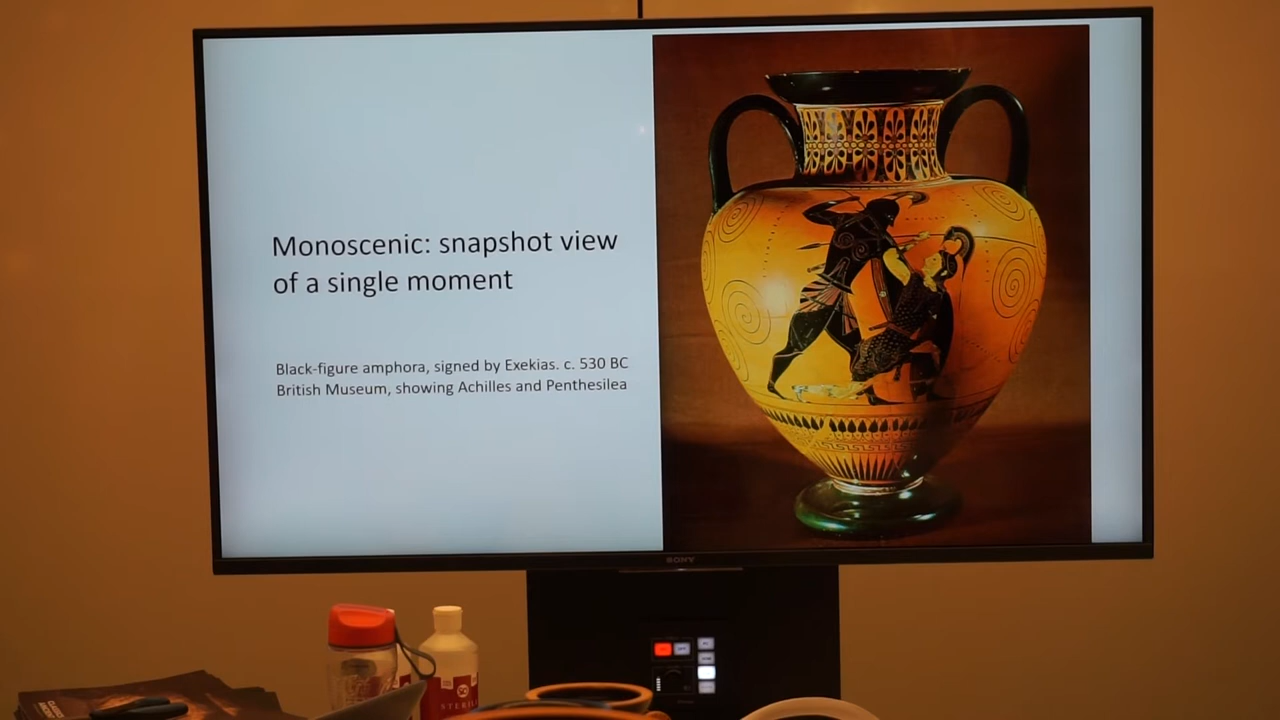 Monoscenic: snapshot view
of a single moment
Black-figure amphora, signed by Exekias. c. 530 BC
British Museum, showing Achilles and Penthesilea
SONY
STERI